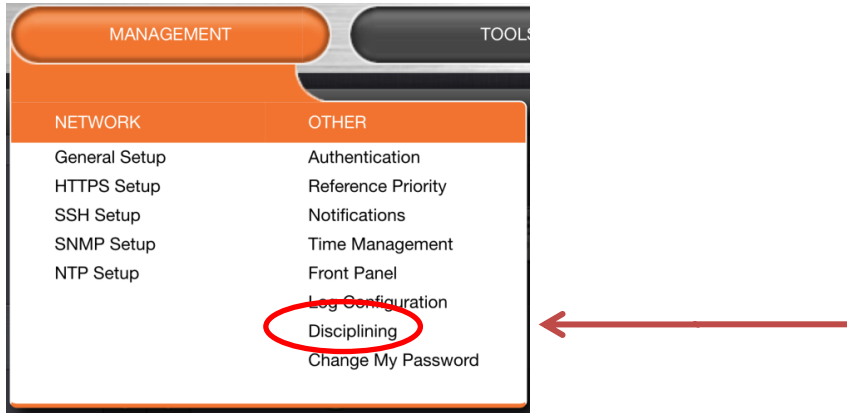 MANAGEMENT
TOOLS
NETWORK
General Setup
HTTPS Setup
SSH Setup
SNMP Setup
NTP Setup
OTHER
Authentication
Reference Priority
Notifications
Time Management
Front Panel
Log Configuration
Disciplining
Change My Password